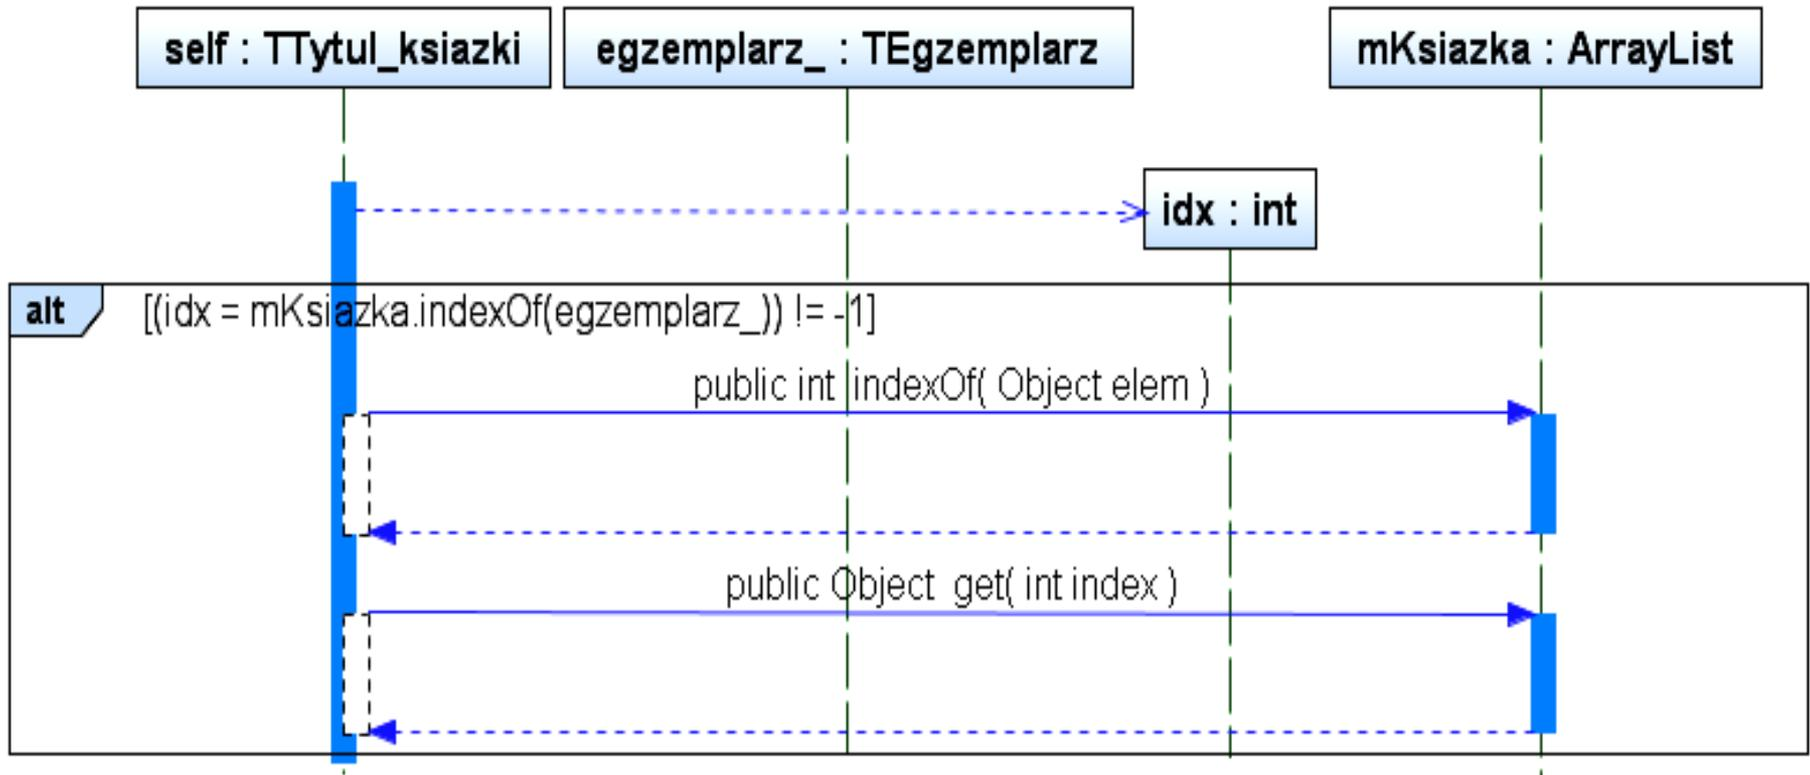 self : TTytul_ksiazki
egzemplarz_ : TEgzemplarz
mKsiazka : ArrayList
idx : int
alt
[(idx = mKsiazka.indexOf(egzemplarz_)) != -1]
public int indexOf( Object elem )
public Object get( int index )